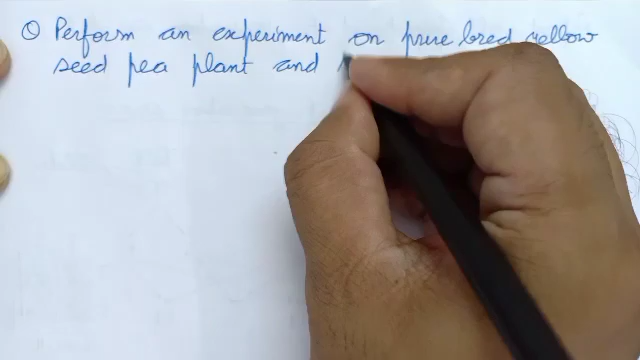 Q Perform an experiment on pure bred yellow
seed pea plant and